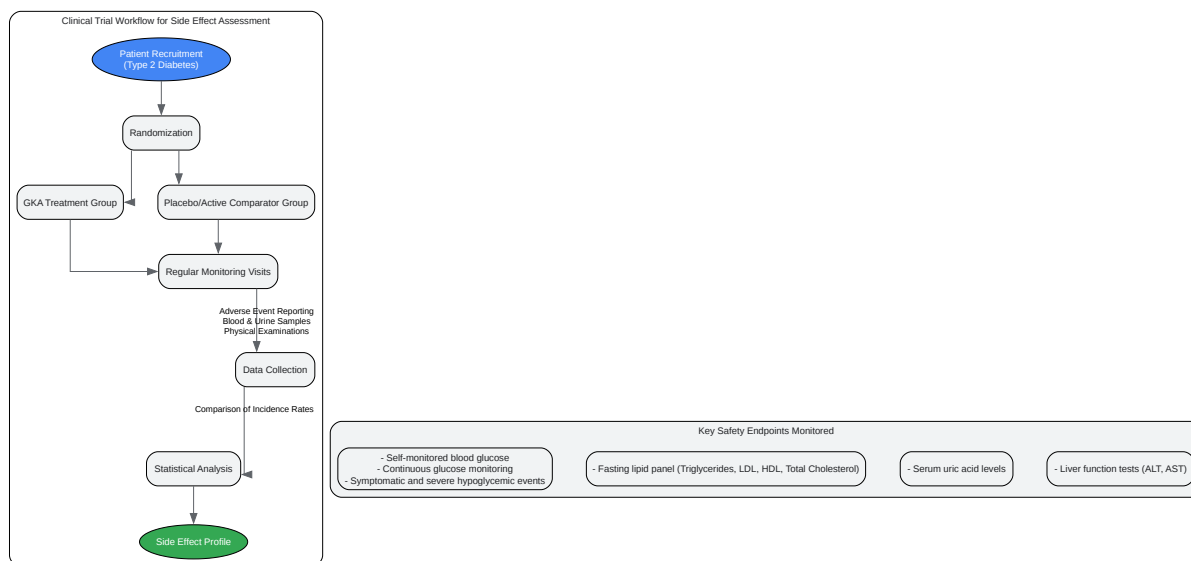 Clinical Trial Workflow for Side Effect Assessment
Patient Recruitment
(Type 2 Diabetes)
Randomization
GKA Treatment Group
Placebo/Active Comparator Group
Regular Monitoring Visits
Adverse Event Reporting
Blood & Urine Samples
Physical Examinations
Data Collection
Comparison of Incidence Rates
Statistical Analysis
Side Effect Profile
Key Safety Endpoints Monitored
- Self-monitored blood glucose
- Continuous glucose monitoring
- Symptomatic and severe hypoglycemic events
- Fasting lipid panel (Triglycerides, LDL, HDL, Total Cholesterol)
- Serum uric acid levels
- Liver function tests (ALT, AST)